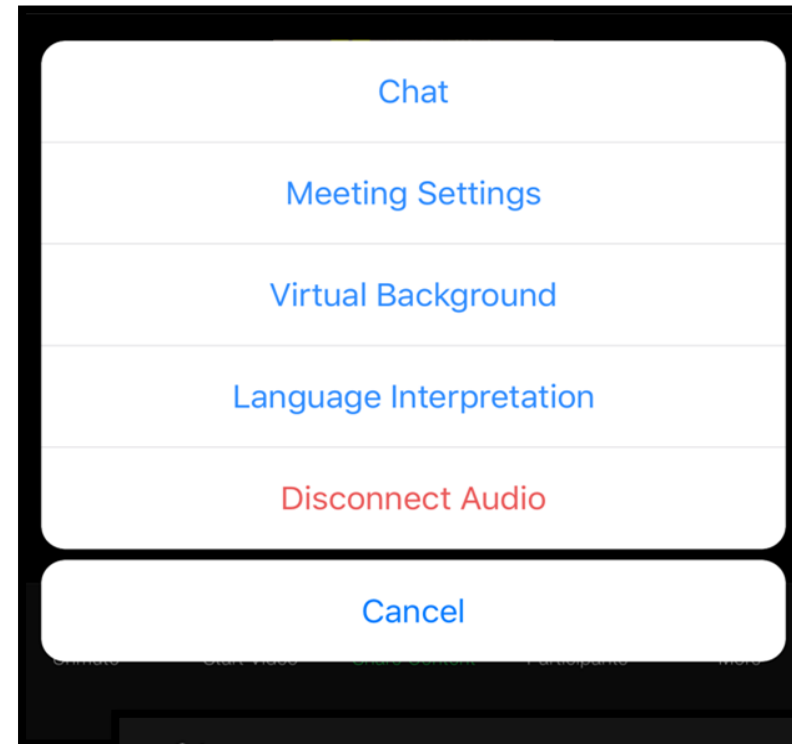 Chat
Meeting Settings
Virtual Background
Language Interpretation
Disconnect Audio
Cancel